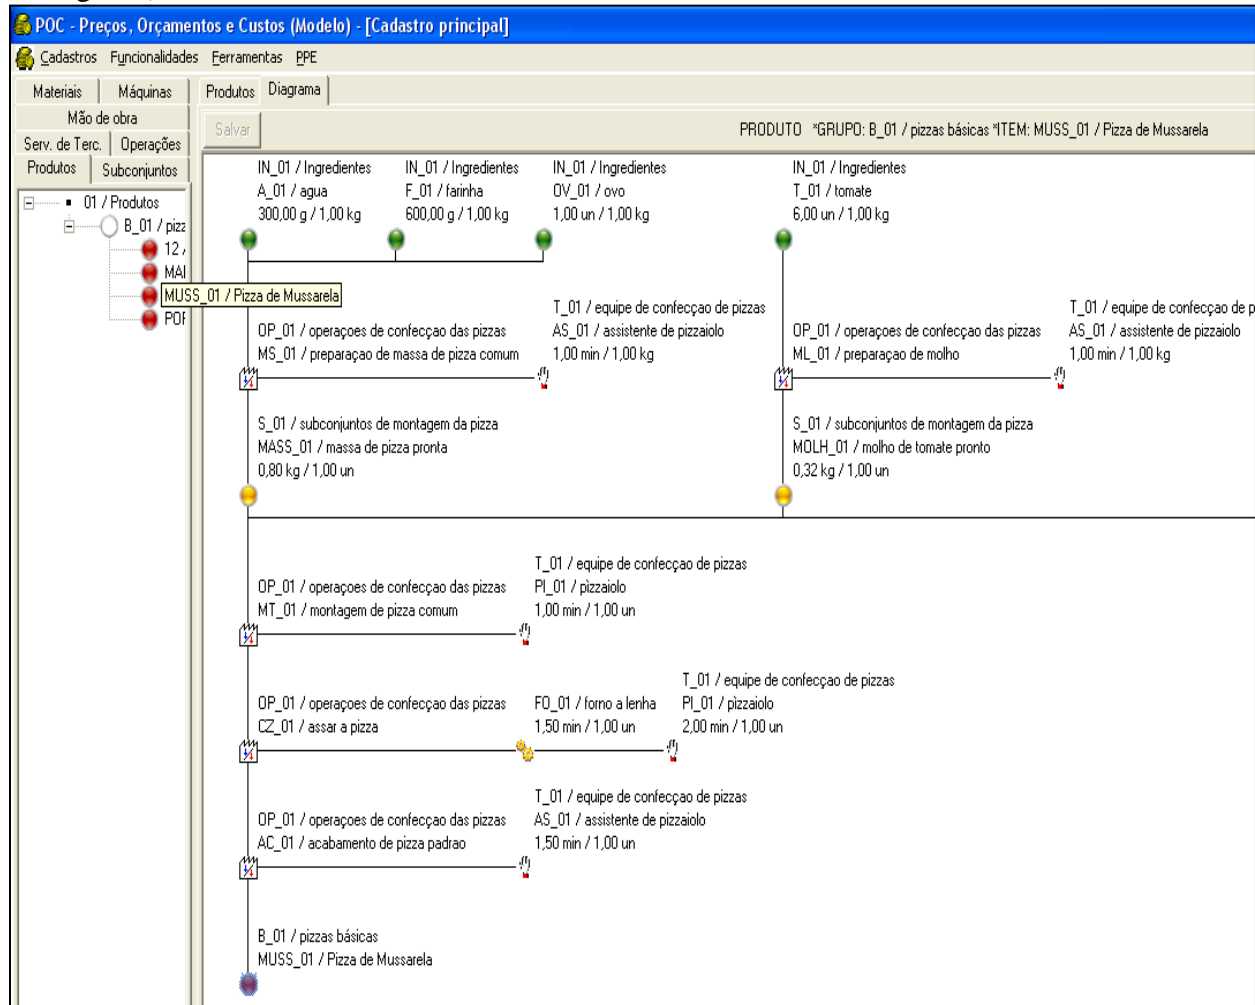 POC - Preços, Orçamentos e Custos (Modelo) - [Cadastro principal]
Cadastros Funcionalidades Ferramentas PPE
Materiais Máquinas
Mão de obra
Serv. de Terc. Operações
Produtos Subconjuntos
01 / Produtos
B_01 / pizz
12
MAI
MUSS_01 / Pizza de Mussarela
Produtos Diagrama
Salvar
PRODUTO *GRUPO: B_01 / pizzas básicas *ITEM: MUSS_01 / Pizza de Mussarela
IN_01 / Ingredientes
A_01 / agua
300,00 g / 1,00 kg
IN_01 / Ingredientes
F_01 / farinha
600,00 g / 1,00 kg
IN_01 / Ingredientes
OV_01 / ovo
1,00 un / 1,00 kg
IN_01 / Ingredientes
T_01 / tomate
6,00 un / 1,00 kg
OP_01 / operaçoes de confecçao das pizzas
MS_01 / preparaçao de massa de pizza comum
T_01 / equipe de confecçao de pizzas
AS_01 / assistente de pizzaiolo
1,00 min / 1,00 kg
OP_01 / operaçoes de confecçao das pizzas
ML_01 / preparaçao de molho
T_01 / equipe de confecçao de p
AS_01 / assistente de pizzaiolo
1,00 min / 1,00 kg
S_01 / subconjuntos de montagem da pizza
MASS_01 / massa de pizza pronta
0,80 kg / 1,00 un
S_01 / subconjuntos de montagem da pizza
MOLH_01 / molho de tomate pronto
0,32 kg / 1,00 un
OP_01 / operaçoes de confecçao das pizzas
MT_01 / montagem de pizza comum
T_01 / equipe de confecçao de pizzas
PI_01 / pìzzaiolo
1,00 min / 1,00 un
OP_01 / operaçoes de confecçao das pizzas
CZ_01 / assar a pizza
FO_01 / forno a lenha
1,50 min / 1,00 un
T_01 / equipe de confecçao de pizzas
PI_01 / pìzzaiolo
2,00 min / 1,00 un
OP_01 / operaçoes de confecçao das pizzas
AC_01 / acabamento de pizza padrao
T_01 / equipe de confecçao de pizzas
AS_01 / assistente de pizzaiolo
1,50 min / 1,00 un
B_01 / pizzas básicas
MUSS_01 / Pizza de Mussarela